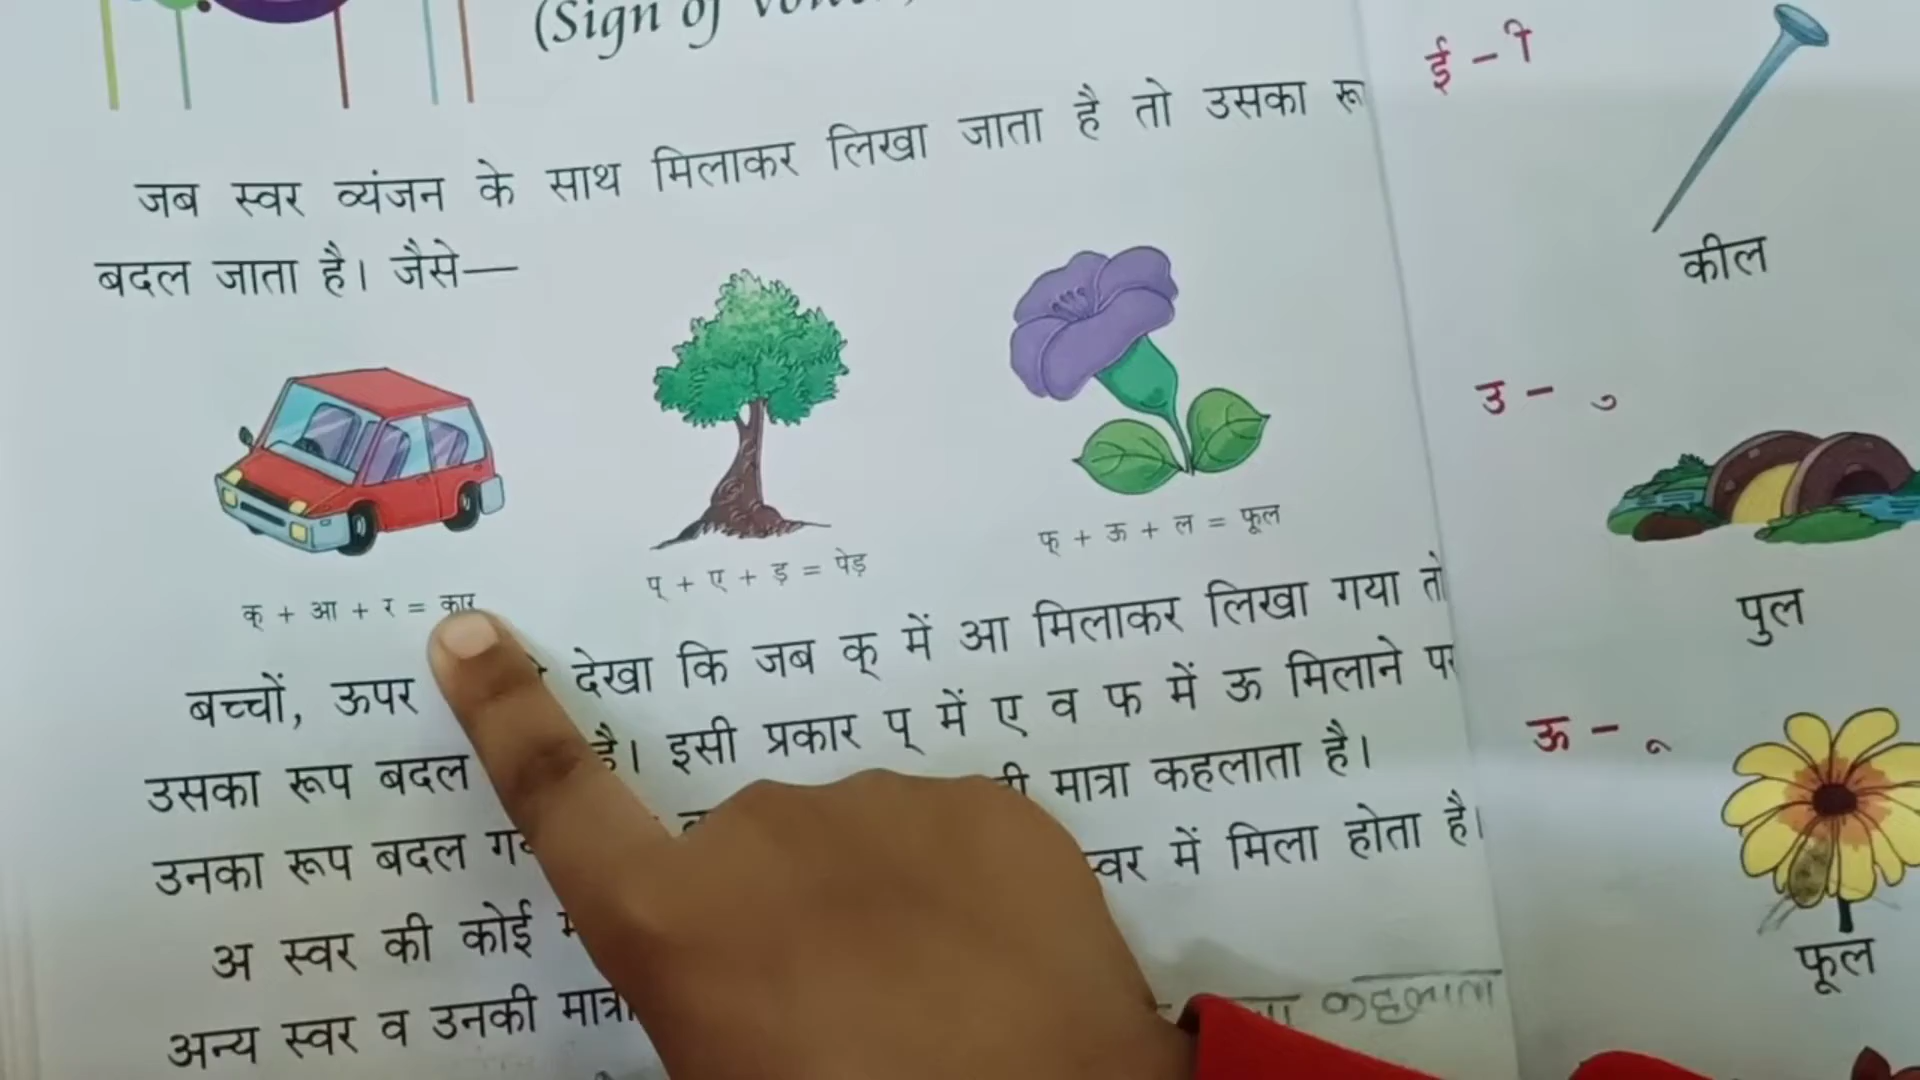 (Sign of
जब स्वर व्यंजन के साथ मिलाकर लिखा जाता है तो उसका रू
बदल जाता है। जैसे—
क् + आ + र = कार
प् + ए + ड़ = पेड़
फ् + ऊ + ल = फूल
बच्चों, ऊपर देखा कि जब क् में आ मिलाकर लिखा गया तो
उसका रूप बदल है। इसी प्रकार प् में ए व फ में ऊ मिलाने पर
उनका रूप बदल मात्रा कहलाता है।
अ स्वर की कोई स्वर में मिला होता है।
अन्य स्वर व उनकी कहलाता
ई - ी
कील
उ - ु
पुल
ऊ - ू
फूल